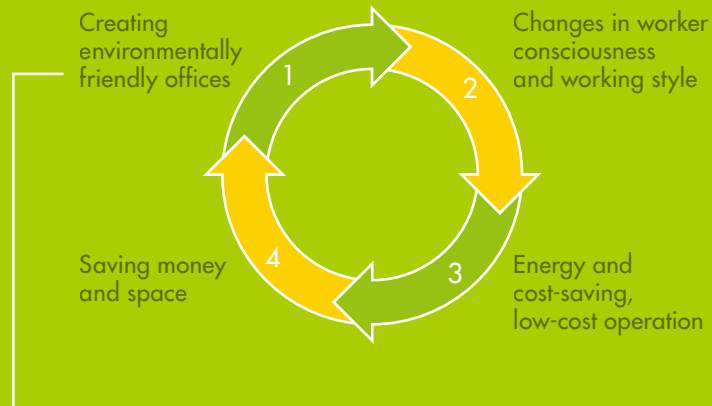 Creating
environmentally
friendly offices
1
2
Changes in worker
consciousness
and working style
Saving money
and space
4
3
Energy and
cost-saving,
low-cost operation